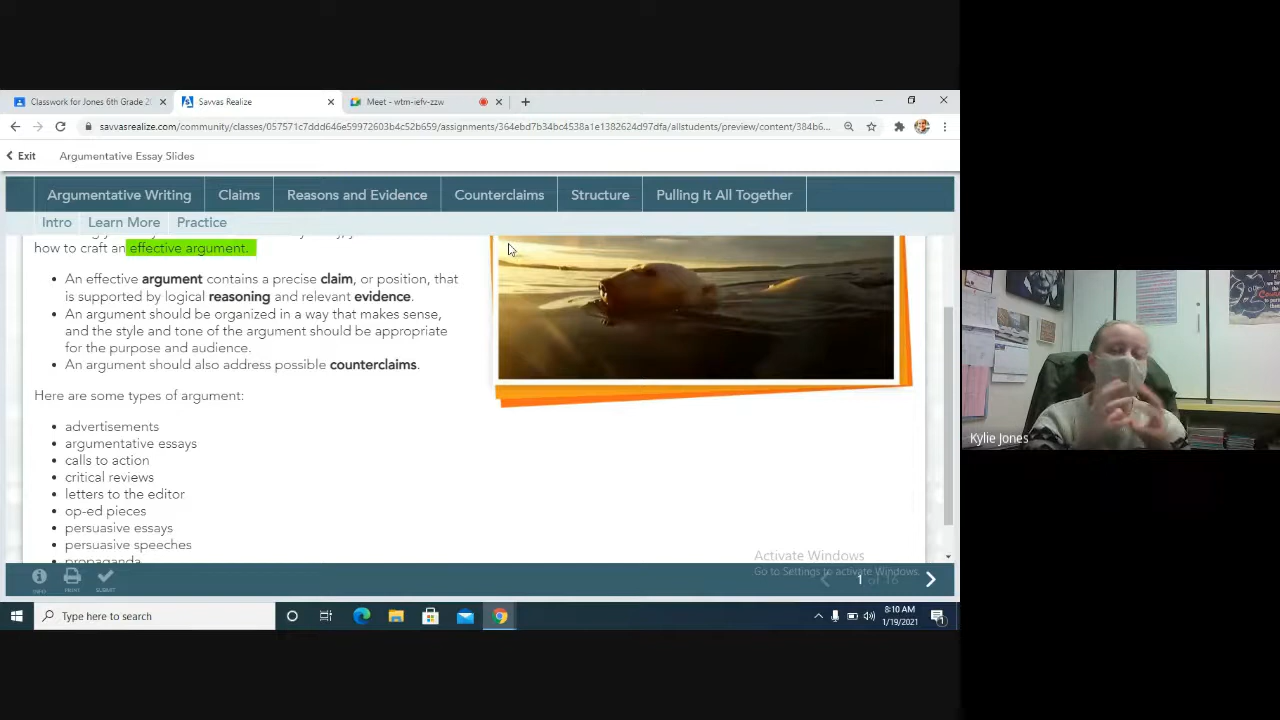 Classwork for Jones 6th Grade 2
Savvas Realize
Meet - wtm-iefv-zzw
savvasrealize.com/community/classes/057571c7ddd646e59972603b4c52b659/assignments/364ebd7b34bc4538a1e1382624d97dfa/allstudents/preview/content/384b6...
Exit
Argumentative Essay Slides
Argumentative Writing
Claims
Reasons and Evidence
Counterclaims
Structure
Pulling It All Together
Intro
Learn More
Practice
how to craft an effective argument.
• An effective argument contains a precise claim, or position, that
is supported by logical reasoning and relevant evidence.
• An argument should be organized in a way that makes sense,
and the style and tone of the argument should be appropriate
for the purpose and audience.
• An argument should also address possible counterclaims.
Here are some types of argument:
• advertisements
• argumentative essays
• calls to action
• critical reviews
• letters to the editor
• op-ed pieces
• persuasive essays
• persuasive speeches
• propaganda
Kylie Jones
Activate Windows
Go to Settings to activate Windows.
INFO
PRINT
SUBMIT
1 of 16
Type here to search
8:10 AM
1/19/2021